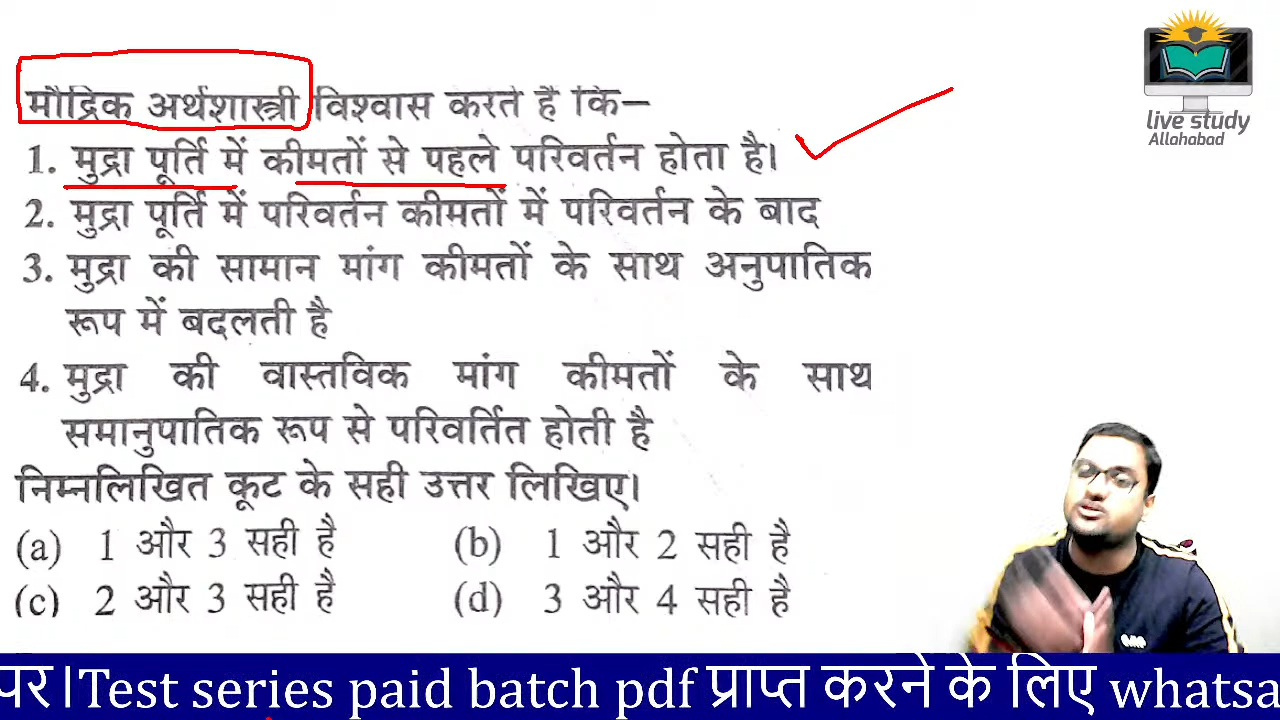 live study
Allahabad
मौद्रिक अर्थशास्त्री विश्वास करते है कि–
1. मुद्रा पूर्ति में कीमतों से पहले परिवर्तन होता है।
2. मुद्रा पूर्ति में परिवर्तन कीमतों में परिवर्तन के बाद
3. मुद्रा की सामान मांग कीमतों के साथ अनुपातिक
रूप में बदलती है
4. मुद्रा की वास्तविक मांग कीमतों के साथ
समानुपातिक रूप से परिवर्तित होती है
निम्नलिखित कूट के सही उत्तर लिखिए।
(a) 1 और 3 सही है (b) 1 और 2 सही है
(c) 2 और 3 सही है (d) 3 और 4 सही है
पर।Test series paid batch pdf प्राप्त करने के लिए whatsa